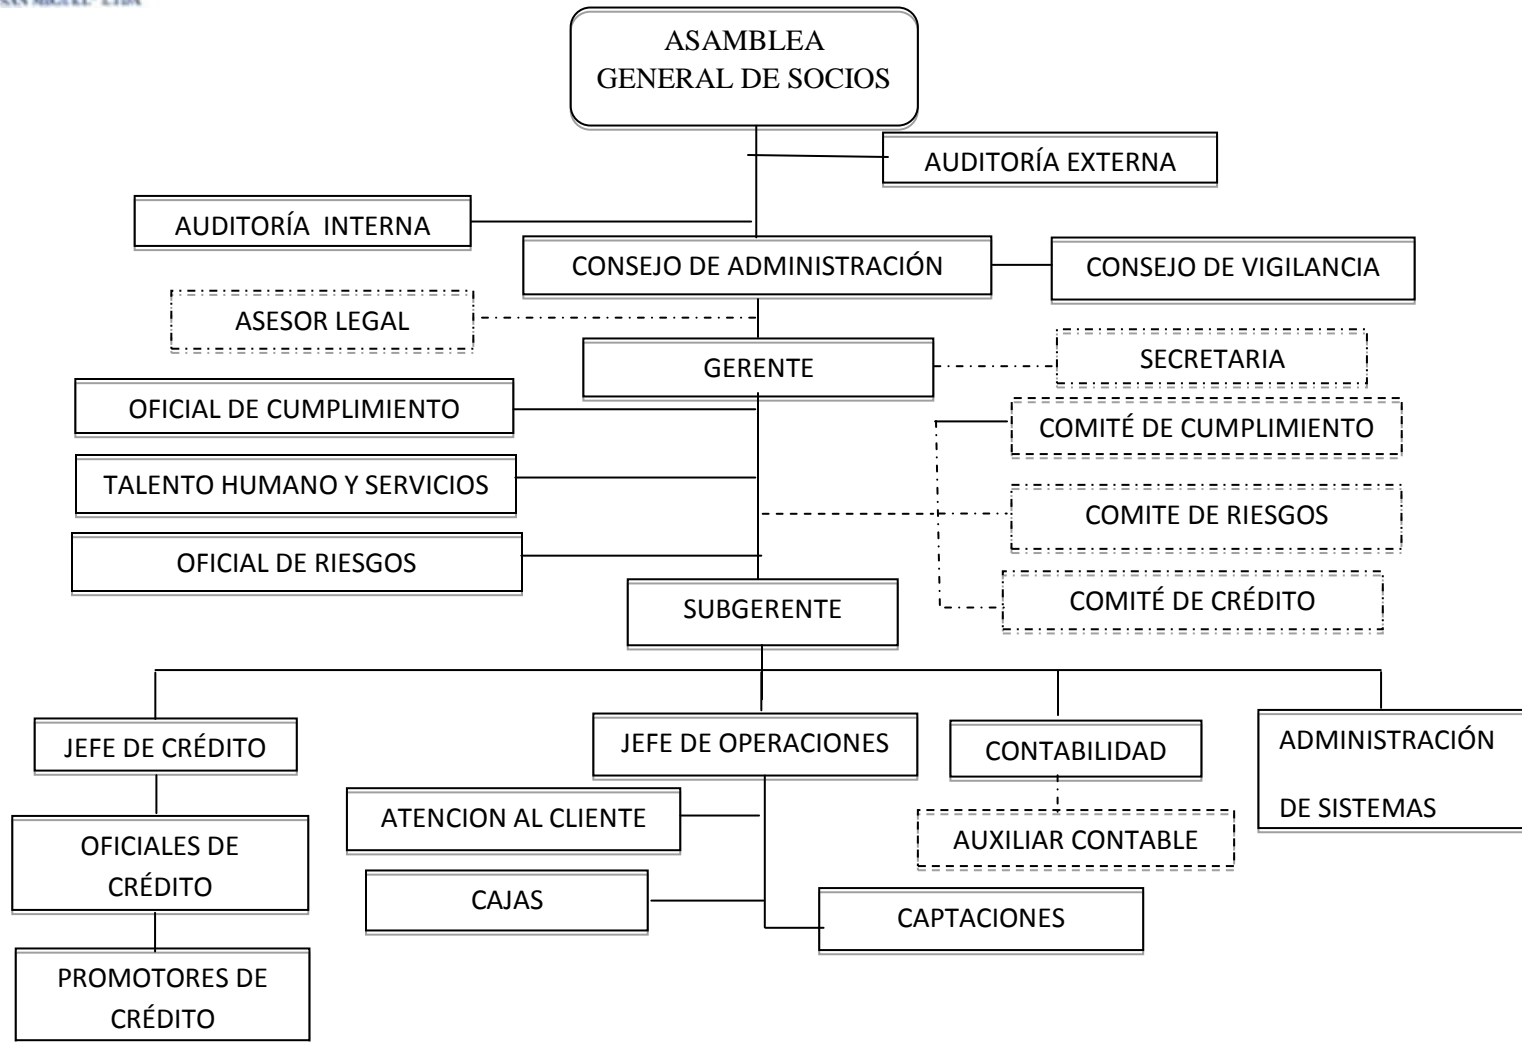 SAN MIGUEL LTDA
ASAMBLEA
GENERAL DE SOCIOS
AUDITORÍA EXTERNA
AUDITORÍA INTERNA
CONSEJO DE ADMINISTRACIÓN
CONSEJO DE VIGILANCIA
ASESOR LEGAL
GERENTE
SECRETARIA
OFICIAL DE CUMPLIMIENTO
COMITÉ DE CUMPLIMIENTO
TALENTO HUMANO Y SERVICIOS
COMITE DE RIESGOS
OFICIAL DE RIESGOS
SUBGERENTE
COMITÉ DE CRÉDITO
JEFE DE CRÉDITO
JEFE DE OPERACIONES
CONTABILIDAD
ADMINISTRACIÓN
DE SISTEMAS
ATENCION AL CLIENTE
AUXILIAR CONTABLE
OFICIALES DE
CRÉDITO
CAJAS
CAPTACIONES
PROMOTORES DE
CRÉDITO